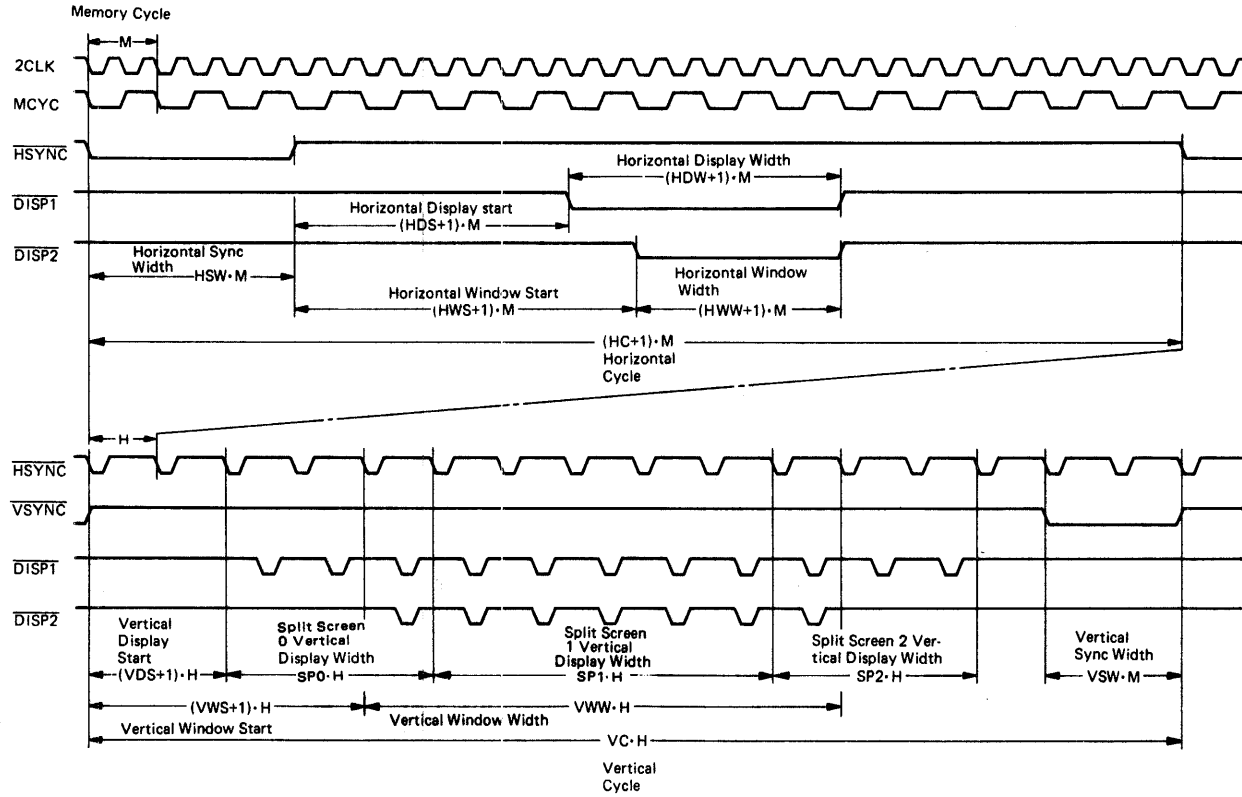 Memory Cycle
M
2CLK
MCYC
HSYNC
Horizontal Display Width
(HDW+1)·M
DISP1
Horizontal Display start
(HDS+1)·M
DISP2
Horizontal Sync
Width
HSW·M
Horizontal Window
Width
Horizontal Window Start
(HWS+1)·M
(HWW+1)·M
(HC+1)·M
Horizontal
Cycle
H
HSYNC
VSYNC
DISP1
DISP2
Vertical
Display
Start
(VDS+1)·H
Split Screen
0 Vertical
Display Width
SP0·H
Split Screen
1 Vertical
Display Width
SP1·H
Split Screen 2 Ver-
tical Display Width
SP2·H
Vertical
Sync Width
VSW·M
(VWS+1)·H
Vertical Window Start
Vertical Window Width
VWW·H
VC·H
Vertical
Cycle